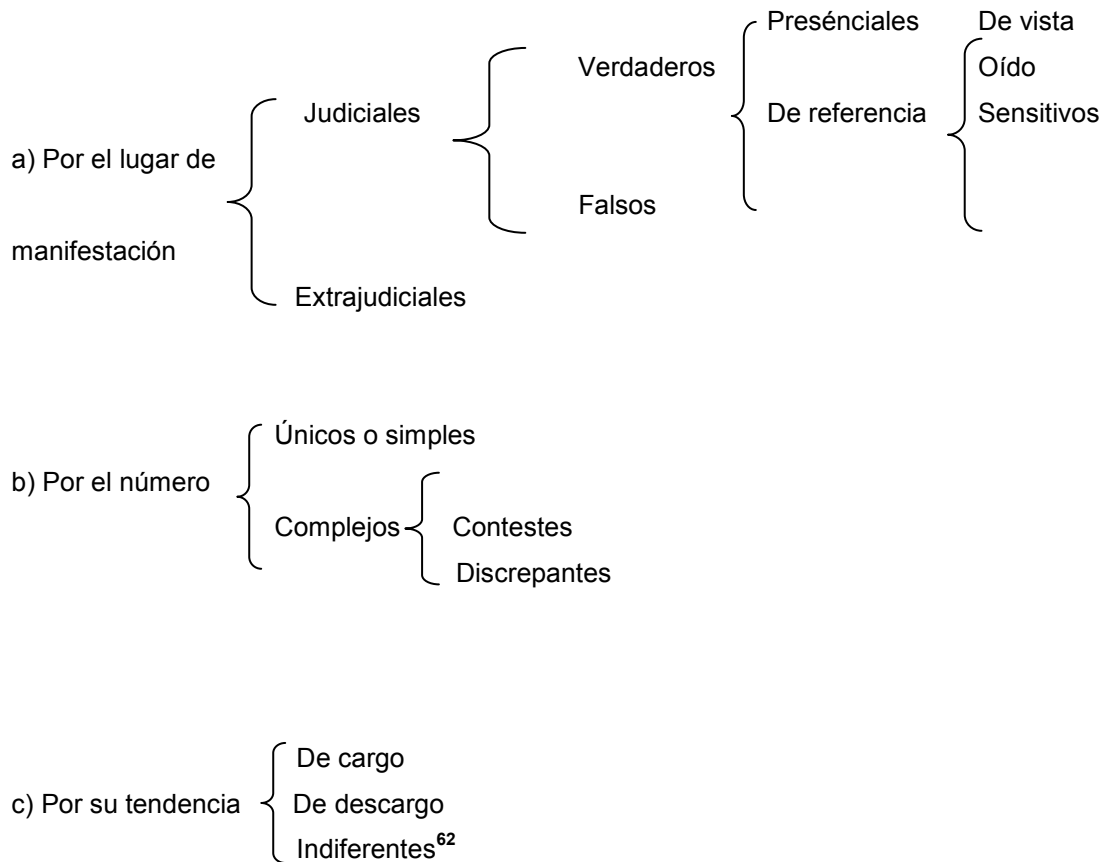 Presénciales De vista
Verdaderos Oído
Judiciales De referencia Sensitivos
a) Por el lugar de
Falsos
manifestación
Extrajudiciales
Únicos o simples
b) Por el número
Complejos Contestes
Discrepantes
De cargo
c) Por su tendencia De descargo
Indiferentes62